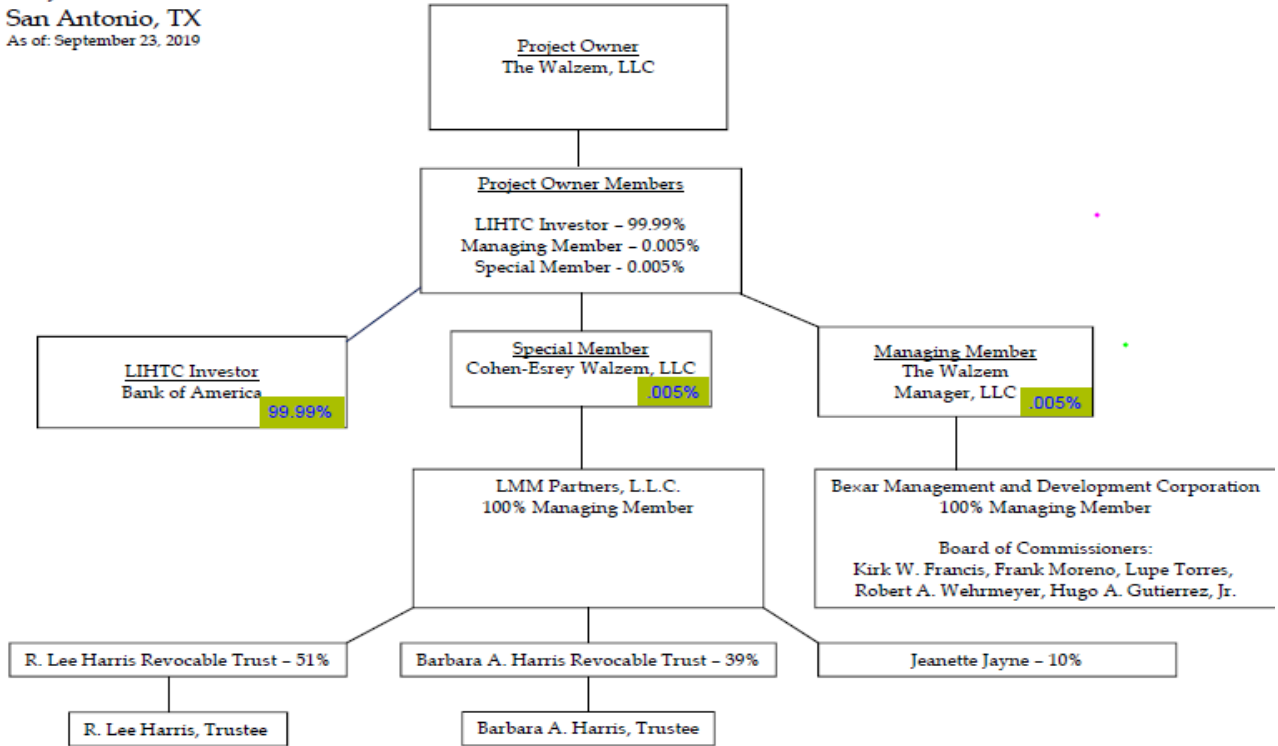 San Antonio, TX
As of: September 23, 2019
Project Owner
The Walzem, LLC
Project Owner Members
LIHTC Investor – 99.99%
Managing Member – 0.005%
Special Member - 0.005%
LIHTC Investor
Bank of America
99.99%
Special Member
Cohen-Esrey Walzem, LLC
.005%
Managing Member
The Walzem
Manager, LLC
.005%
LMM Partners, L.L.C.
100% Managing Member
Bexar Management and Development Corporation
100% Managing Member
Board of Commissioners:
Kirk W. Francis, Frank Moreno, Lupe Torres,
Robert A. Wehrmeyer, Hugo A. Gutierrez, Jr.
R. Lee Harris Revocable Trust – 51%
Barbara A. Harris Revocable Trust – 39%
Jeanette Jayne – 10%
R. Lee Harris, Trustee
Barbara A. Harris, Trustee